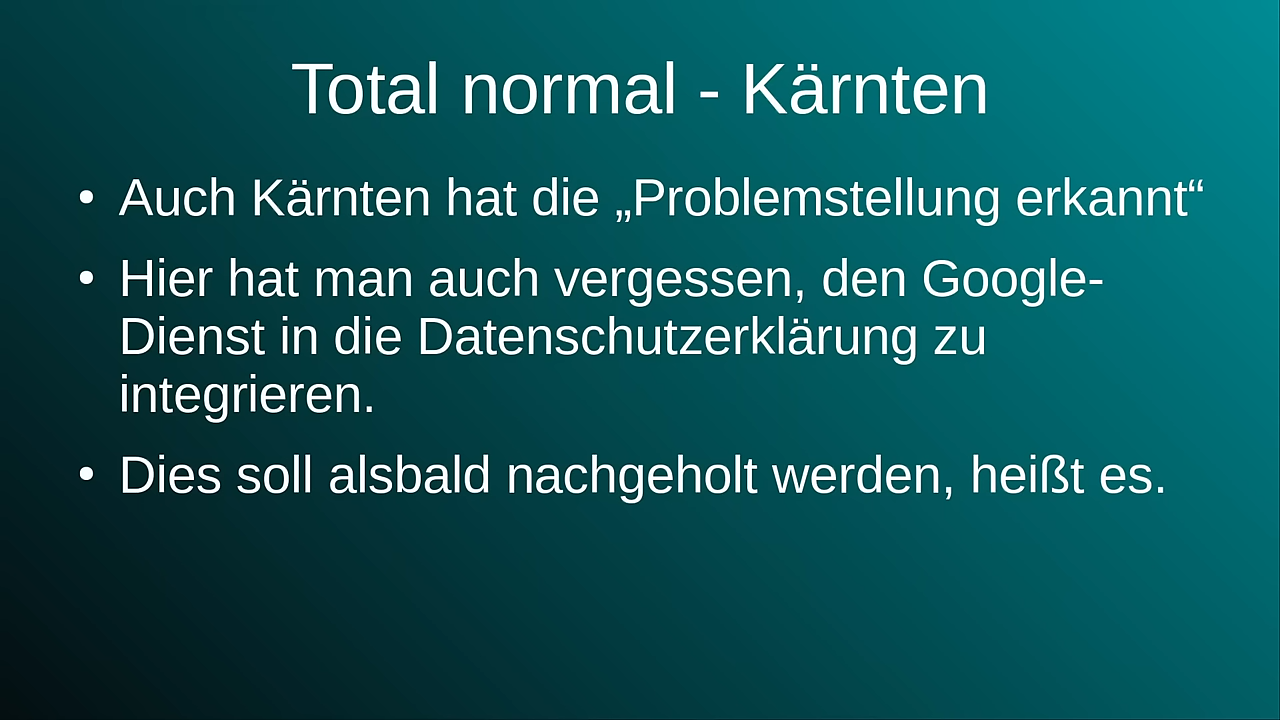 Total normal - Kärnten
• Auch Kärnten hat die „Problemstellung erkannt“
• Hier hat man auch vergessen, den Google-
Dienst in die Datenschutzerklärung zu
integrieren.
• Dies soll alsbald nachgeholt werden, heißt es.